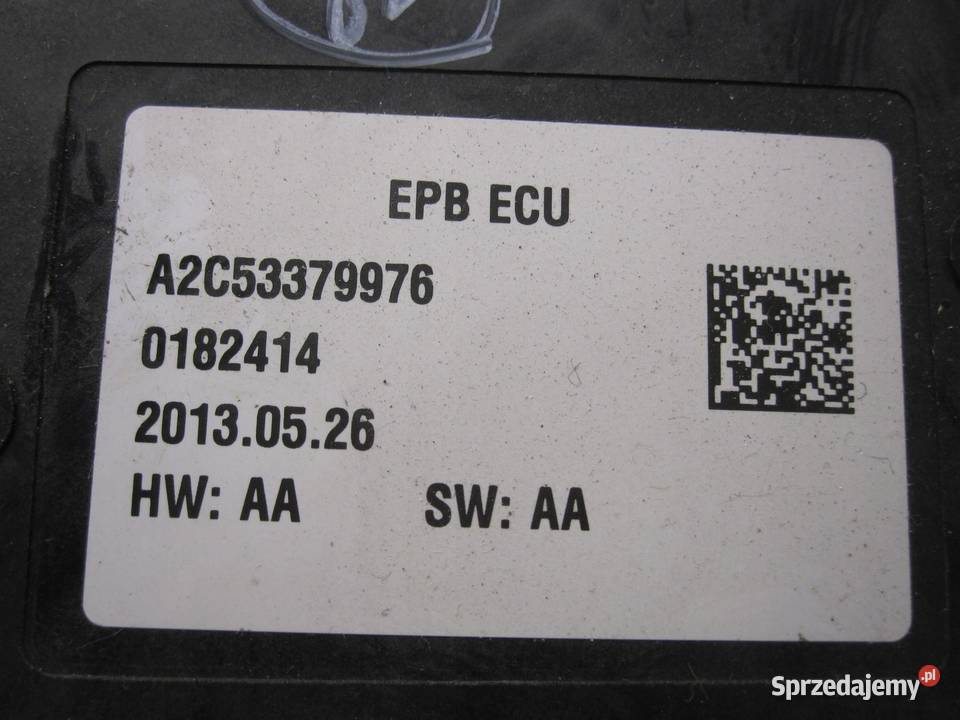 EPB ECU
A2C53379976
0182414
2013.05.26
HW: AA SW: AA
Sprzedajemy.pl